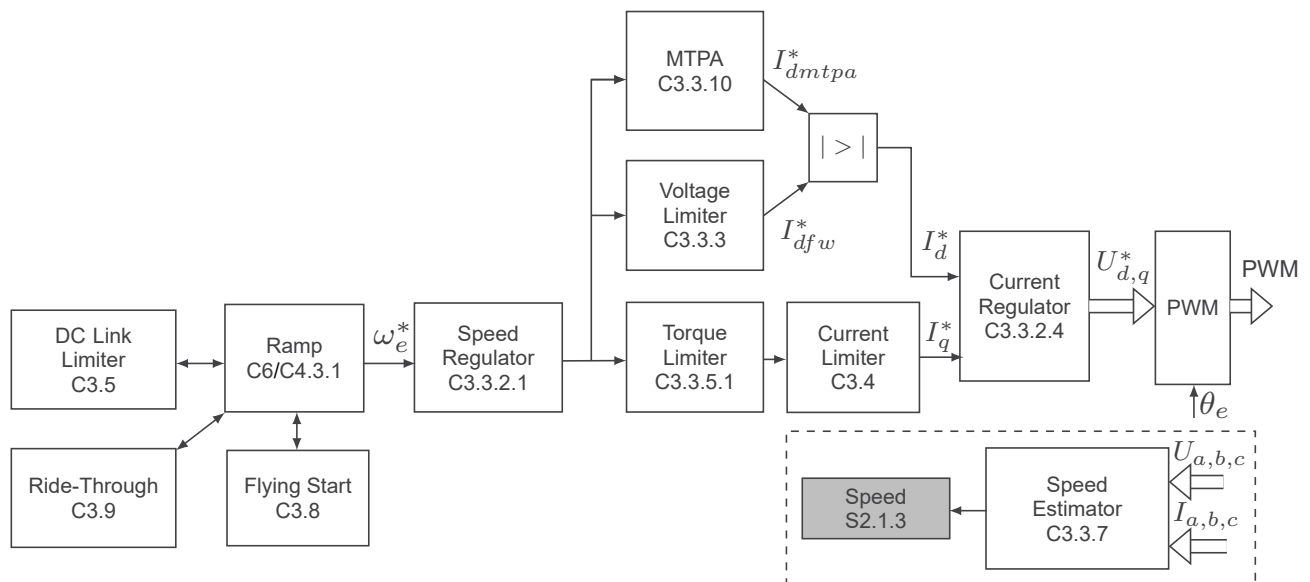 MTPA
C3.3.10
I*dmtpa
| > |
Voltage
Limiter
C3.3.3
I*dfw
I*d
DC Link
Limiter
C3.5
Ramp
C6/C4.3.1
ω*e
Speed
Regulator
C3.3.2.1
Torque
Limiter
C3.3.5.1
Current
Limiter
C3.4
I*q
Current
Regulator
C3.3.2.4
U*d,q
PWM
PWM
θe
Ride-Through
C3.9
Flying Start
C3.8
Speed
S2.1.3
Speed
Estimator
C3.3.7
Ua,b,c
Ia,b,c